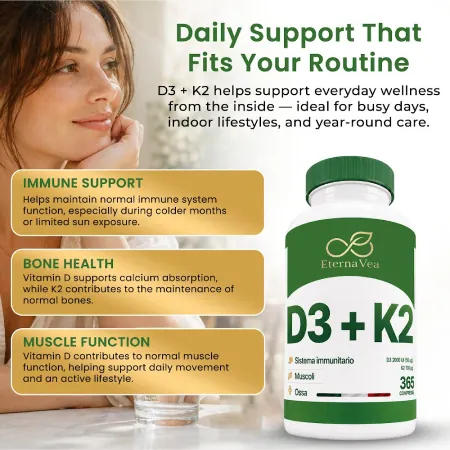 Daily Support That
Fits Your Routine
D3 + K2 helps support everyday wellness
from the inside — ideal for busy days,
indoor lifestyles, and year-round care.
IMMUNE SUPPORT
Helps maintain normal immune system
function, especially during colder months
or limited sun exposure.
BONE HEALTH
Vitamin D supports calcium absorption,
while K2 contributes to the maintenance of
normal bones.
MUSCLE FUNCTION
Vitamin D contributes to normal muscle
function, helping support daily movement
and an active lifestyle.
EternaVea
D3 + K2
Sistema immunitario
Muscoli
Ossa
D3 2000
K2
365